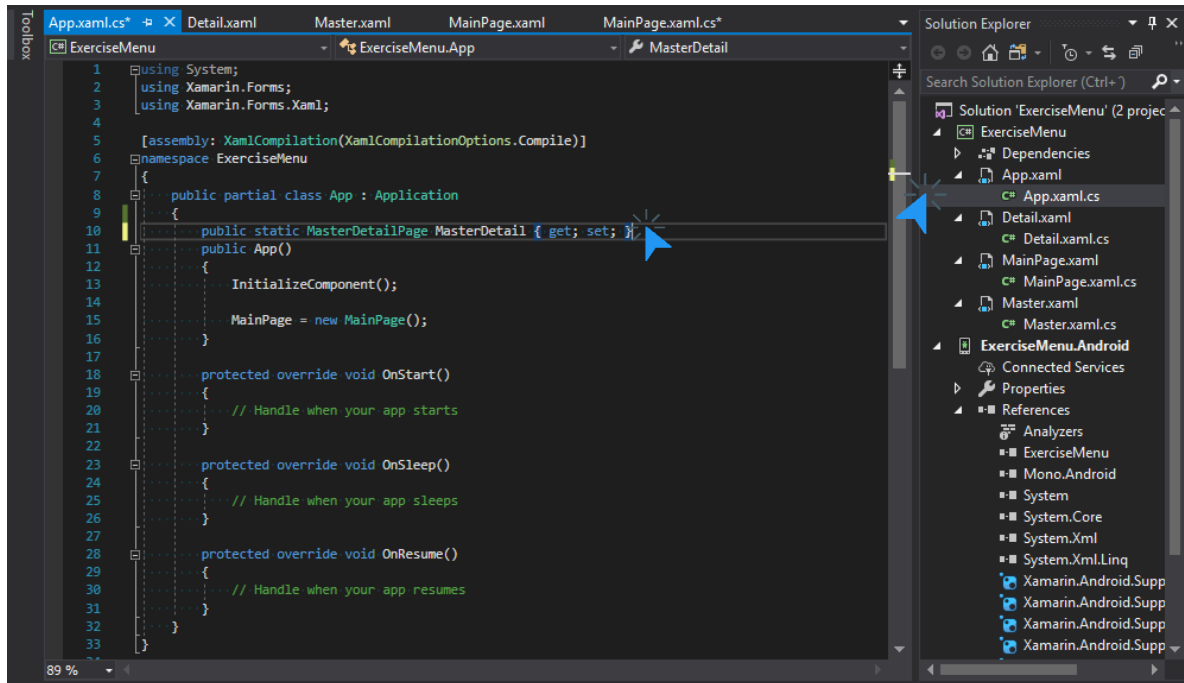 Toolbox
App.xaml.cs* Detail.xaml Master.xaml MainPage.xaml MainPage.xaml.cs*
C# ExerciseMenu ExerciseMenu.App MasterDetail
1 using System;
2 using Xamarin.Forms;
3 using Xamarin.Forms.Xaml;
4
5 [assembly: XamlCompilation(XamlCompilationOptions.Compile)]
6 namespace ExerciseMenu
7 {
8 public partial class App : Application
9 {
10 public static MasterDetailPage MasterDetail { get; set; }
11 public App()
12 {
13 InitializeComponent();
14
15 MainPage = new MainPage();
16 }
17
18 protected override void OnStart()
19 {
20 // Handle when your app starts
21 }
22
23 protected override void OnSleep()
24 {
25 // Handle when your app sleeps
26 }
27
28 protected override void OnResume()
29 {
30 // Handle when your app resumes
31 }
32 }
33 }
89 %
Solution Explorer
Search Solution Explorer (Ctrl+´)
Solution 'ExerciseMenu' (2 projec
C# ExerciseMenu
Dependencies
App.xaml
C# App.xaml.cs
Detail.xaml
C# Detail.xaml.cs
MainPage.xaml
C# MainPage.xaml.cs
Master.xaml
C# Master.xaml.cs
ExerciseMenu.Android
Connected Services
Properties
References
Analyzers
ExerciseMenu
Mono.Android
System
System.Core
System.Xml
System.Xml.Linq
Xamarin.Android.Supp
Xamarin.Android.Supp
Xamarin.Android.Supp
Xamarin.Android.Supp